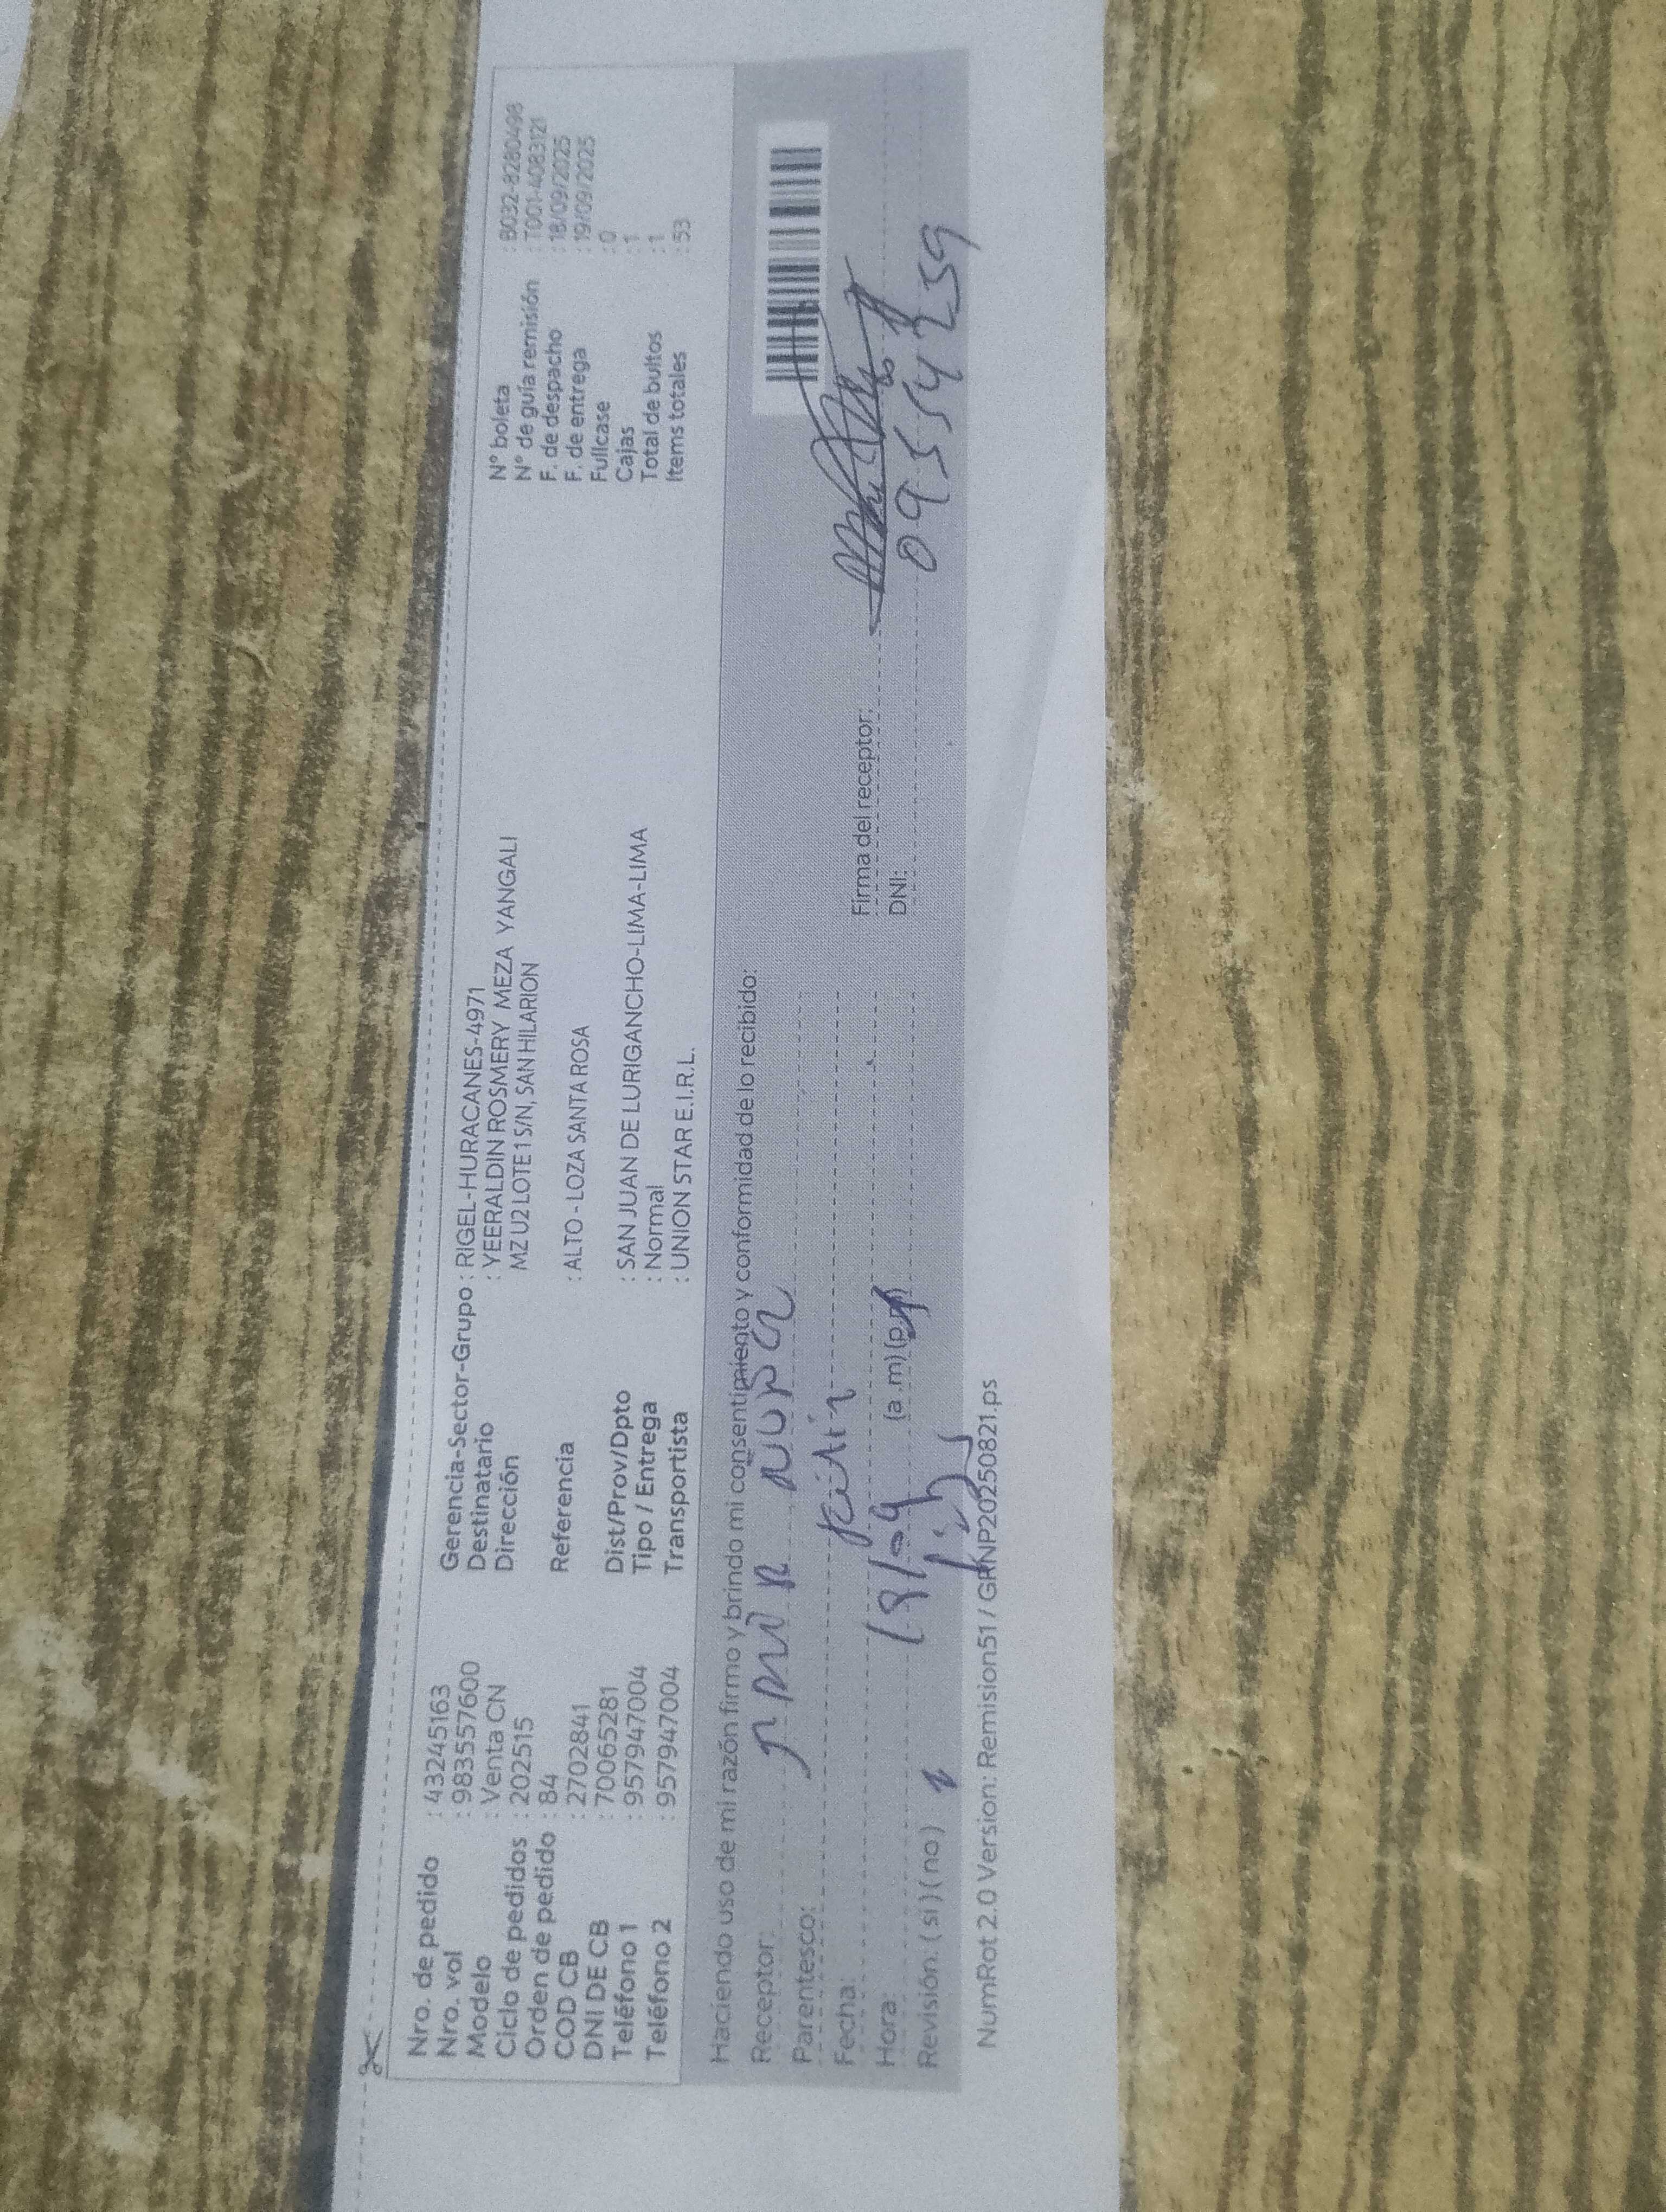 Nro. de pedido : 43245163
Nro. vol : 9835557600
Modelo : Venta CN
Ciclo de pedidos : 202515
Orden de pedido : 84
COD CB : 2702841
DNI DE CB : 70065281
Teléfono 1 : 957947004
Teléfono 2 : 957947004
Gerencia-Sector-Grupo : RIGEL-HURACANES-4971
Destinatario : YEERALDIN ROSMERY MEZA YANGALI
Dirección MZ U2 LOTE 1 S/N, SAN HILARION
Referencia : ALTO - LOZA SANTA ROSA
Dist/Prov/Dpto : SAN JUAN DE LURIGANCHO-LIMA-LIMA
Tipo / Entrega : Normal
Transportista : UNION STAR E.I.R.L.
N° boleta : B032-8280498
N° de guía remisión : T001-4083121
F. de despacho : 18/09/2025
F. de entrega : 19/09/2025
Fullcase : 0
Cajas : 1
Total de bultos : 1
Items totales : 53
Haciendo uso de mi razón firmo y brindo mi consentimiento y conformidad de lo recibido:
Receptor:
Parentesco:
Fecha: 18/09
Hora: (a.m)(p.m)
Revisión: (si)(no)
Firma del receptor:
DNI: 09554259
NumRot 2.0 Version: Remision51 / GRNP20250821.ps